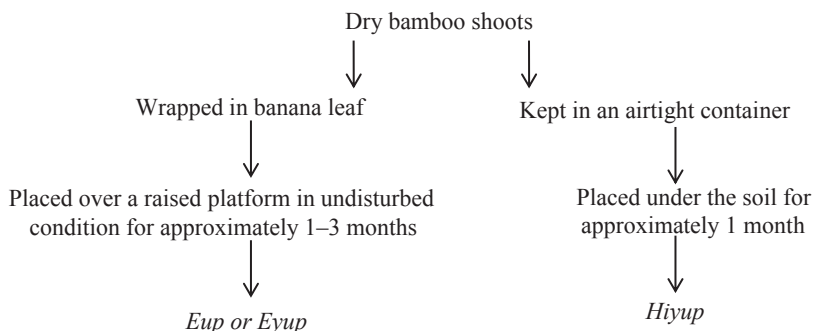 Dry bamboo shoots
Wrapped in banana leaf
Kept in an airtight container
Placed over a raised platform in undisturbed
condition for approximately 1–3 months
Placed under the soil for
approximately 1 month
Eup or Eyup
Hiyup